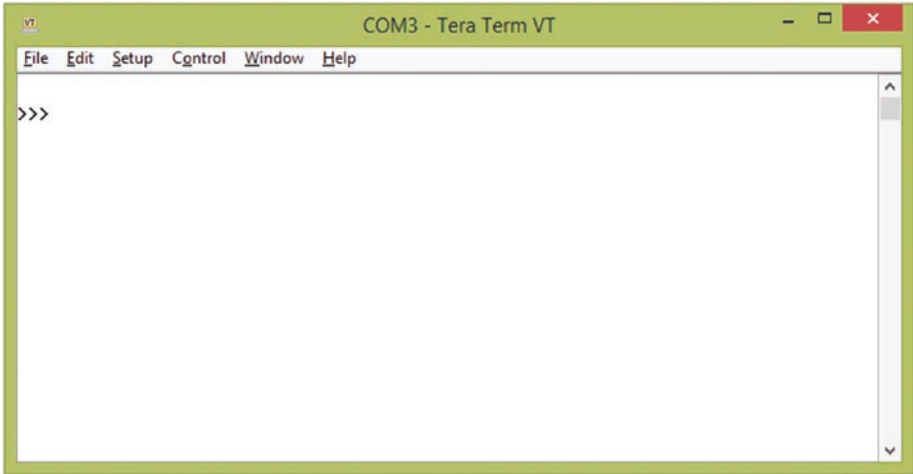 VT
COM3 - Tera Term VT
File Edit Setup Control Window Help
>>>